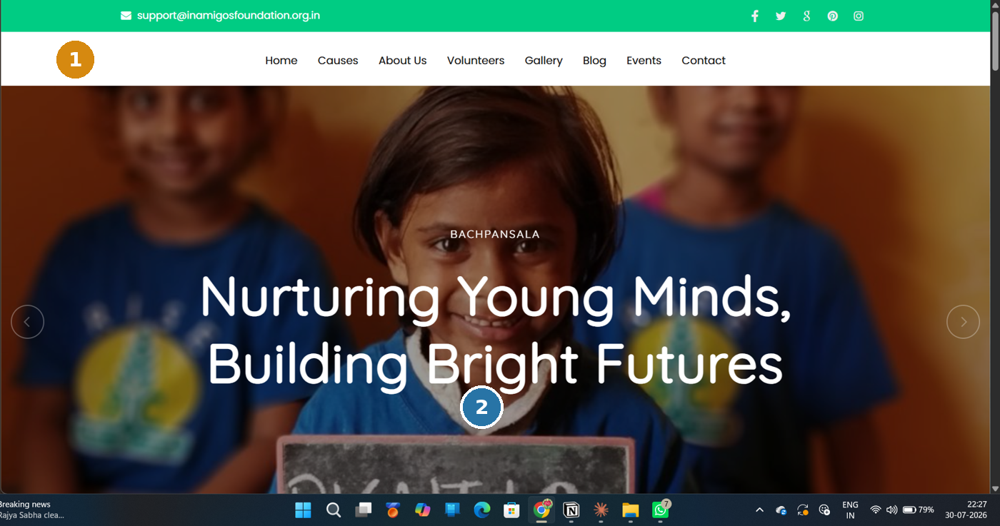 support@inamigosfoundation.org.in
1
Home Causes About Us Volunteers Gallery Blog Events Contact
BACHPANSALA
Nurturing Young Minds,
Building Bright Futures
2
Breaking news
Rajya Sabha clea...
7
ENG
IN
79%
22:27
30-07-2026